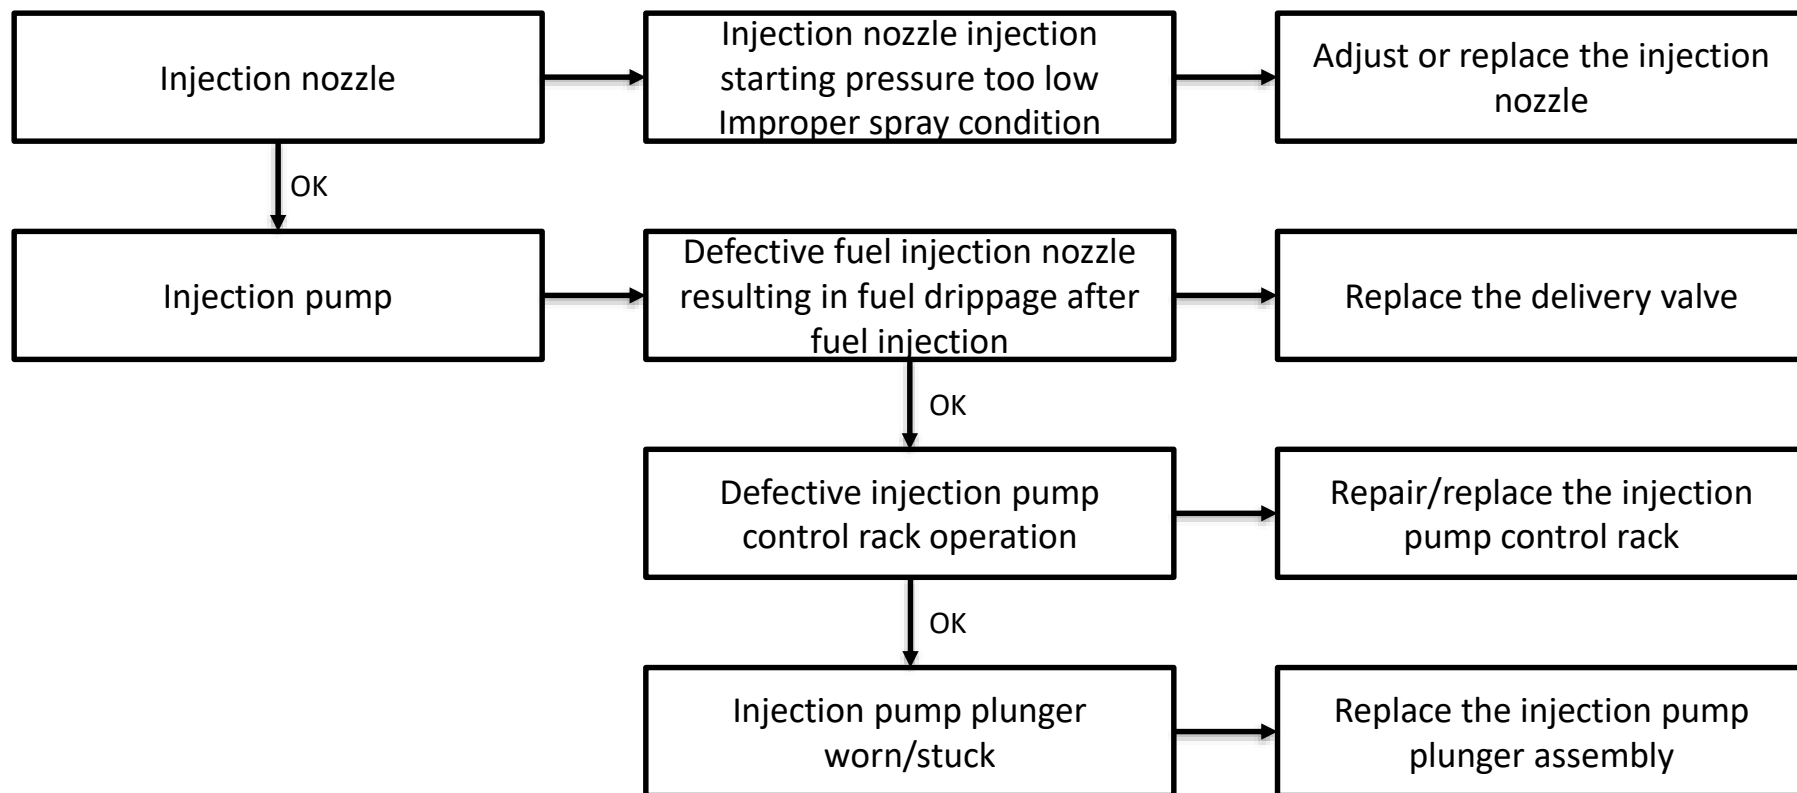 Injection nozzle
Injection nozzle injection
starting pressure too low
Improper spray condition
Adjust or replace the injection
nozzle
OK
Injection pump
Defective fuel injection nozzle
resulting in fuel drippage after
fuel injection
Replace the delivery valve
OK
Defective injection pump
control rack operation
Repair/replace the injection
pump control rack
OK
Injection pump plunger
worn/stuck
Replace the injection pump
plunger assembly